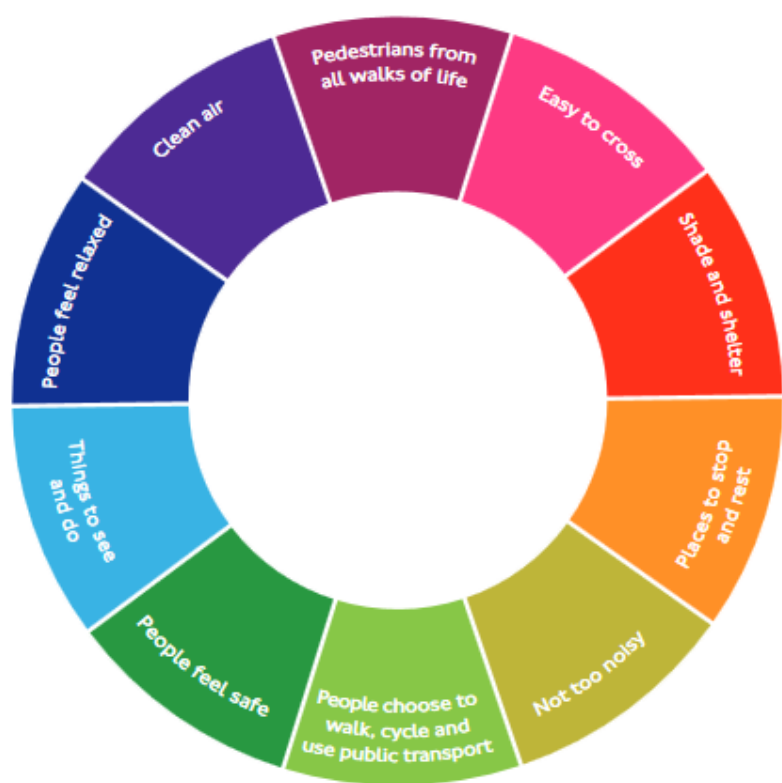 Pedestrians from
all walks of life
Easy to cross
Shade and shelter
Places to stop
and rest
Not too noisy
People choose to
walk, cycle and
use public transport
People feel safe
Things to see
and do
People feel relaxed
Clean air